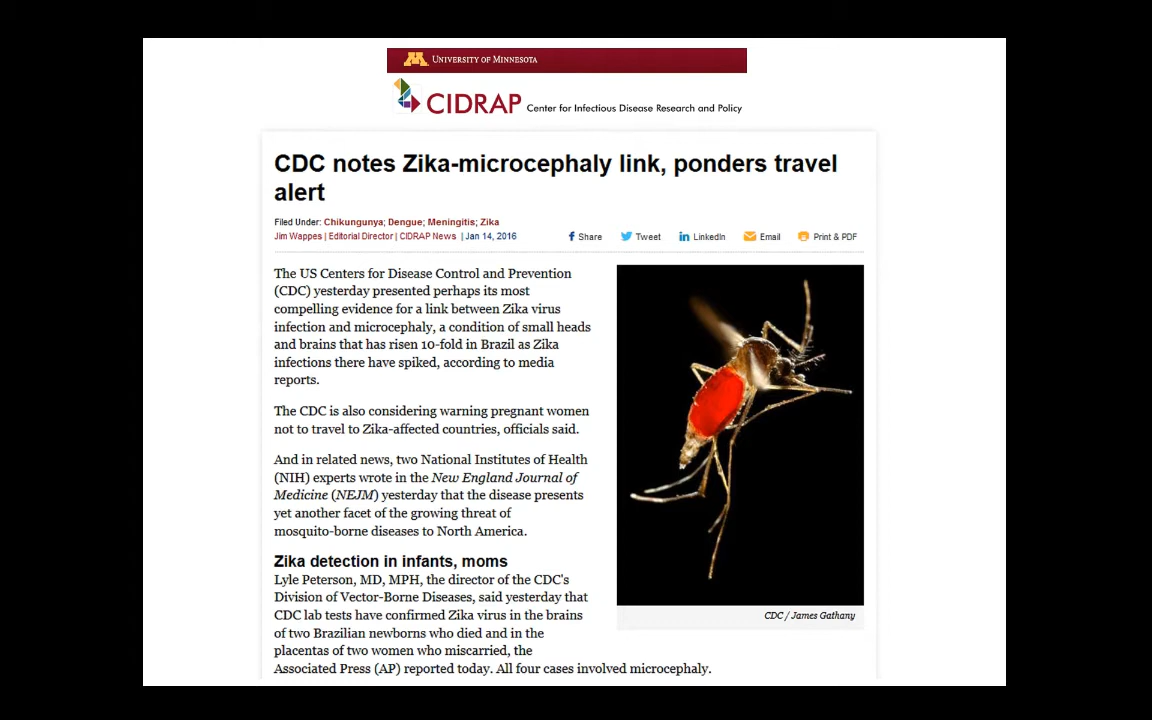 UNIVERSITY OF MINNESOTA
CIDRAP Center for Infectious Disease Research and Policy
CDC notes Zika-microcephaly link, ponders travel
alert
Filed Under: Chikungunya; Dengue; Meningitis; Zika
Jim Wappes | Editorial Director | CIDRAP News | Jan 14, 2016
Share Tweet LinkedIn Email Print & PDF
The US Centers for Disease Control and Prevention
(CDC) yesterday presented perhaps its most
compelling evidence for a link between Zika virus
infection and microcephaly, a condition of small heads
and brains that has risen 10-fold in Brazil as Zika
infections there have spiked, according to media
reports.
The CDC is also considering warning pregnant women
not to travel to Zika-affected countries, officials said.
And in related news, two National Institutes of Health
(NIH) experts wrote in the New England Journal of
Medicine (NEJM) yesterday that the disease presents
yet another facet of the growing threat of
mosquito-borne diseases to North America.
Zika detection in infants, moms
Lyle Peterson, MD, MPH, the director of the CDC's
Division of Vector-Borne Diseases, said yesterday that
CDC lab tests have confirmed Zika virus in the brains
of two Brazilian newborns who died and in the
placentas of two women who miscarried, the
Associated Press (AP) reported today. All four cases involved microcephaly.
CDC / James Gathany